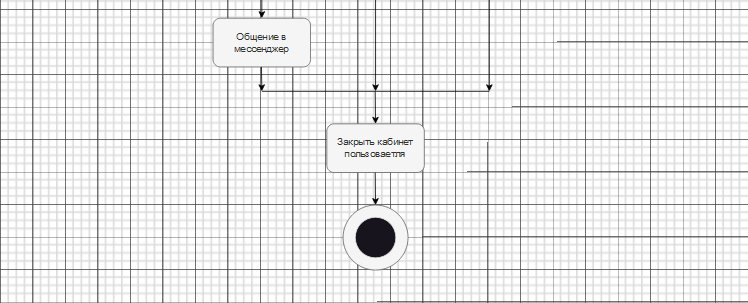 Общение в
мессенджер
Закрыть кабинет
пользоваетля